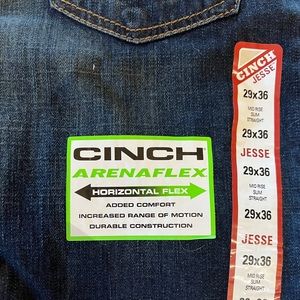 CINCH
ARENAFLEX
HORIZONTAL FLEX
ADDED COMFORT
INCREASED RANGE OF MOTION
DURABLE CONSTRUCTION
CINCH
JESSE
29x36
MID RISE
SLIM
STRAIGHT
29x36
JESSE
29x36
MID RISE
SLIM
STRAIGHT
29x36
JESSE
29x36
MID RISE
SLIM
STRAIGHT